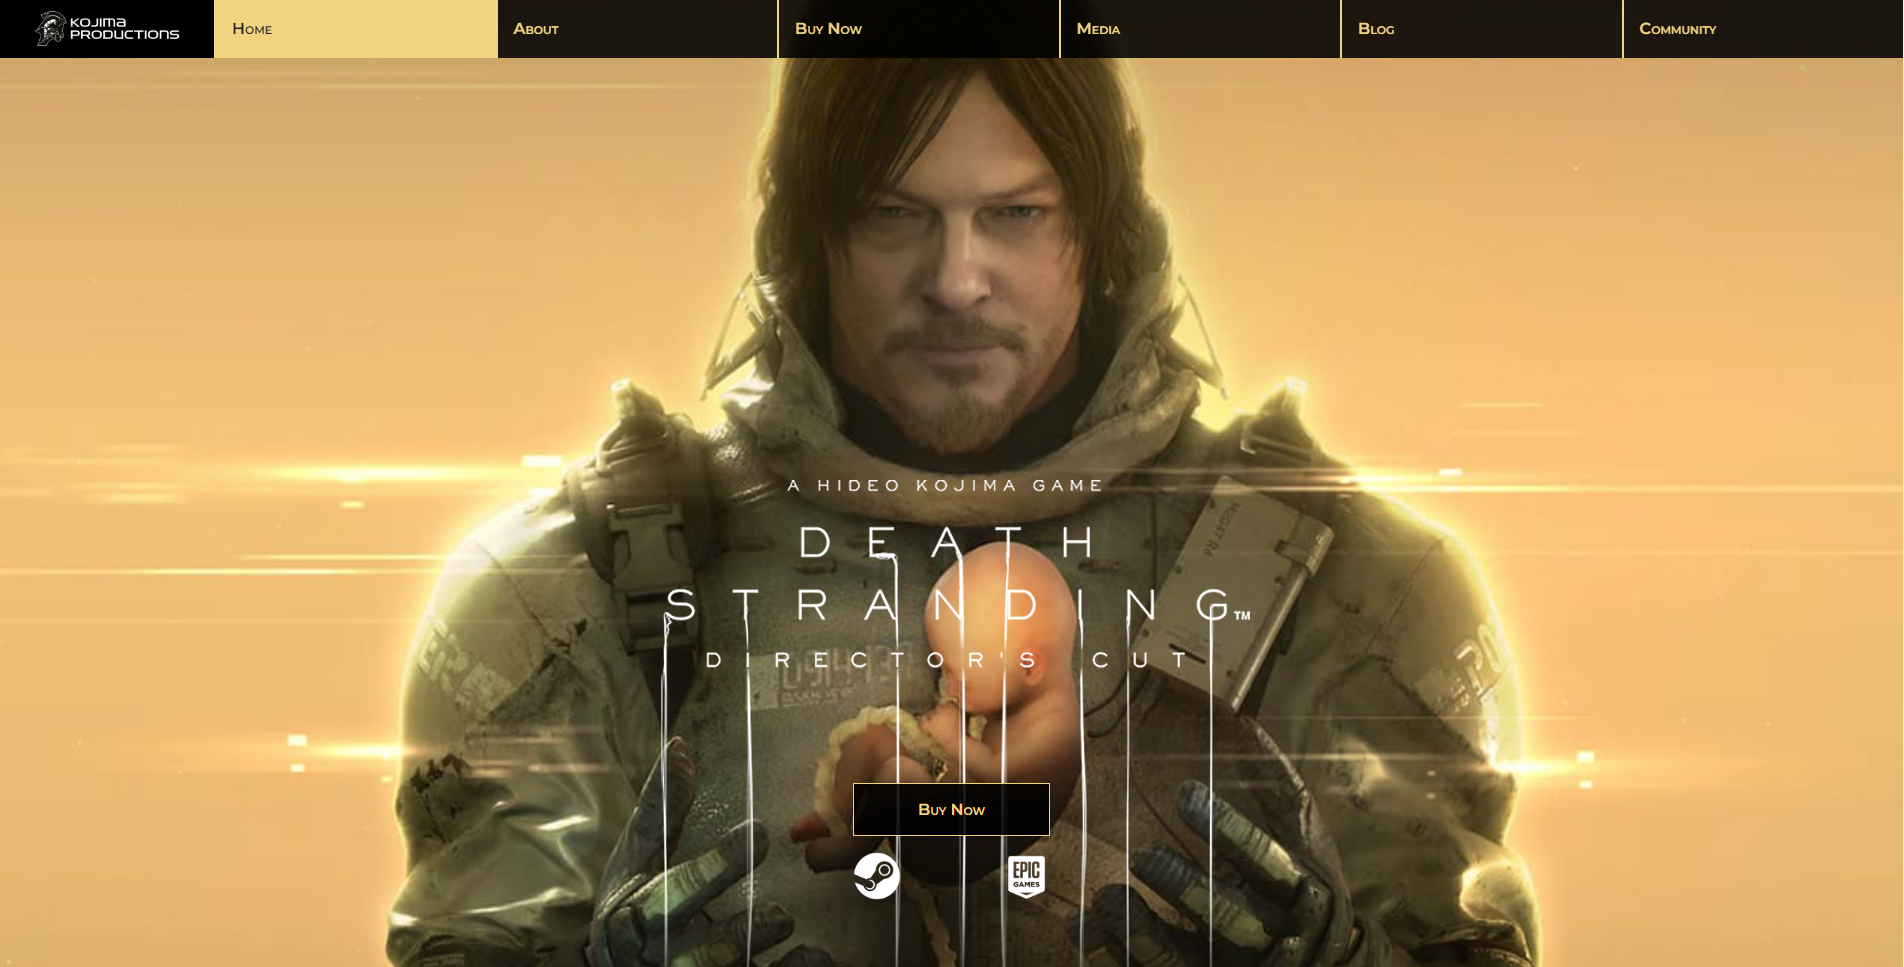 KOJIMA
PRODUCTIONS
Home
About
Buy Now
Media
Blog
Community
A HIDEO KOJIMA GAME
DEATH
STRANDING™
DIRECTOR'S CUT
Buy Now
EPIC
GAMES